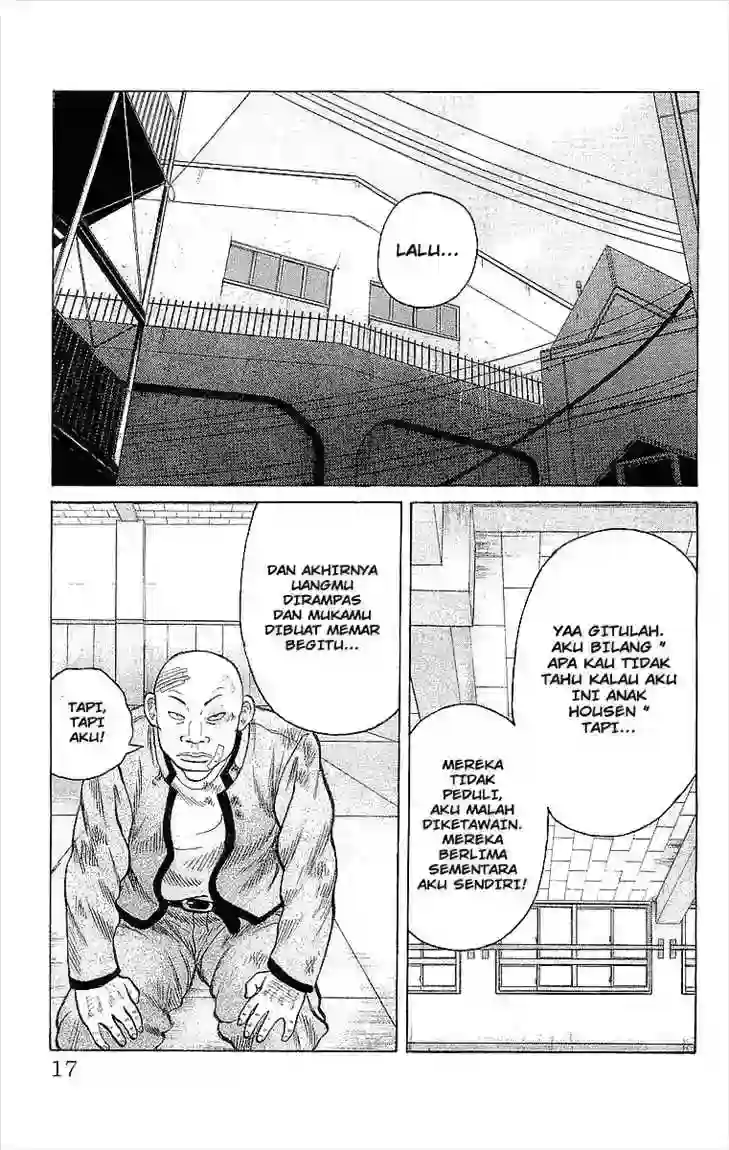 LALU...
YAA GITULAH.
AKU BILANG "
APA KAU TIDAK
TAHU KALAU AKU
INI ANAK
HOUSEN "
TAPI...
MEREKA
TIDAK
PEDULI,
AKU MALAH
DIKETAWAIN.
MEREKA
BERLIMA
SEMENTARA
AKU SENDIRI!
DAN AKHIRNYA
UANGMU
DIRAMPAS
DAN MUKAMU
DIBUAT MEMAR
BEGITU...
TAPI,
TAPI
AKU!
17